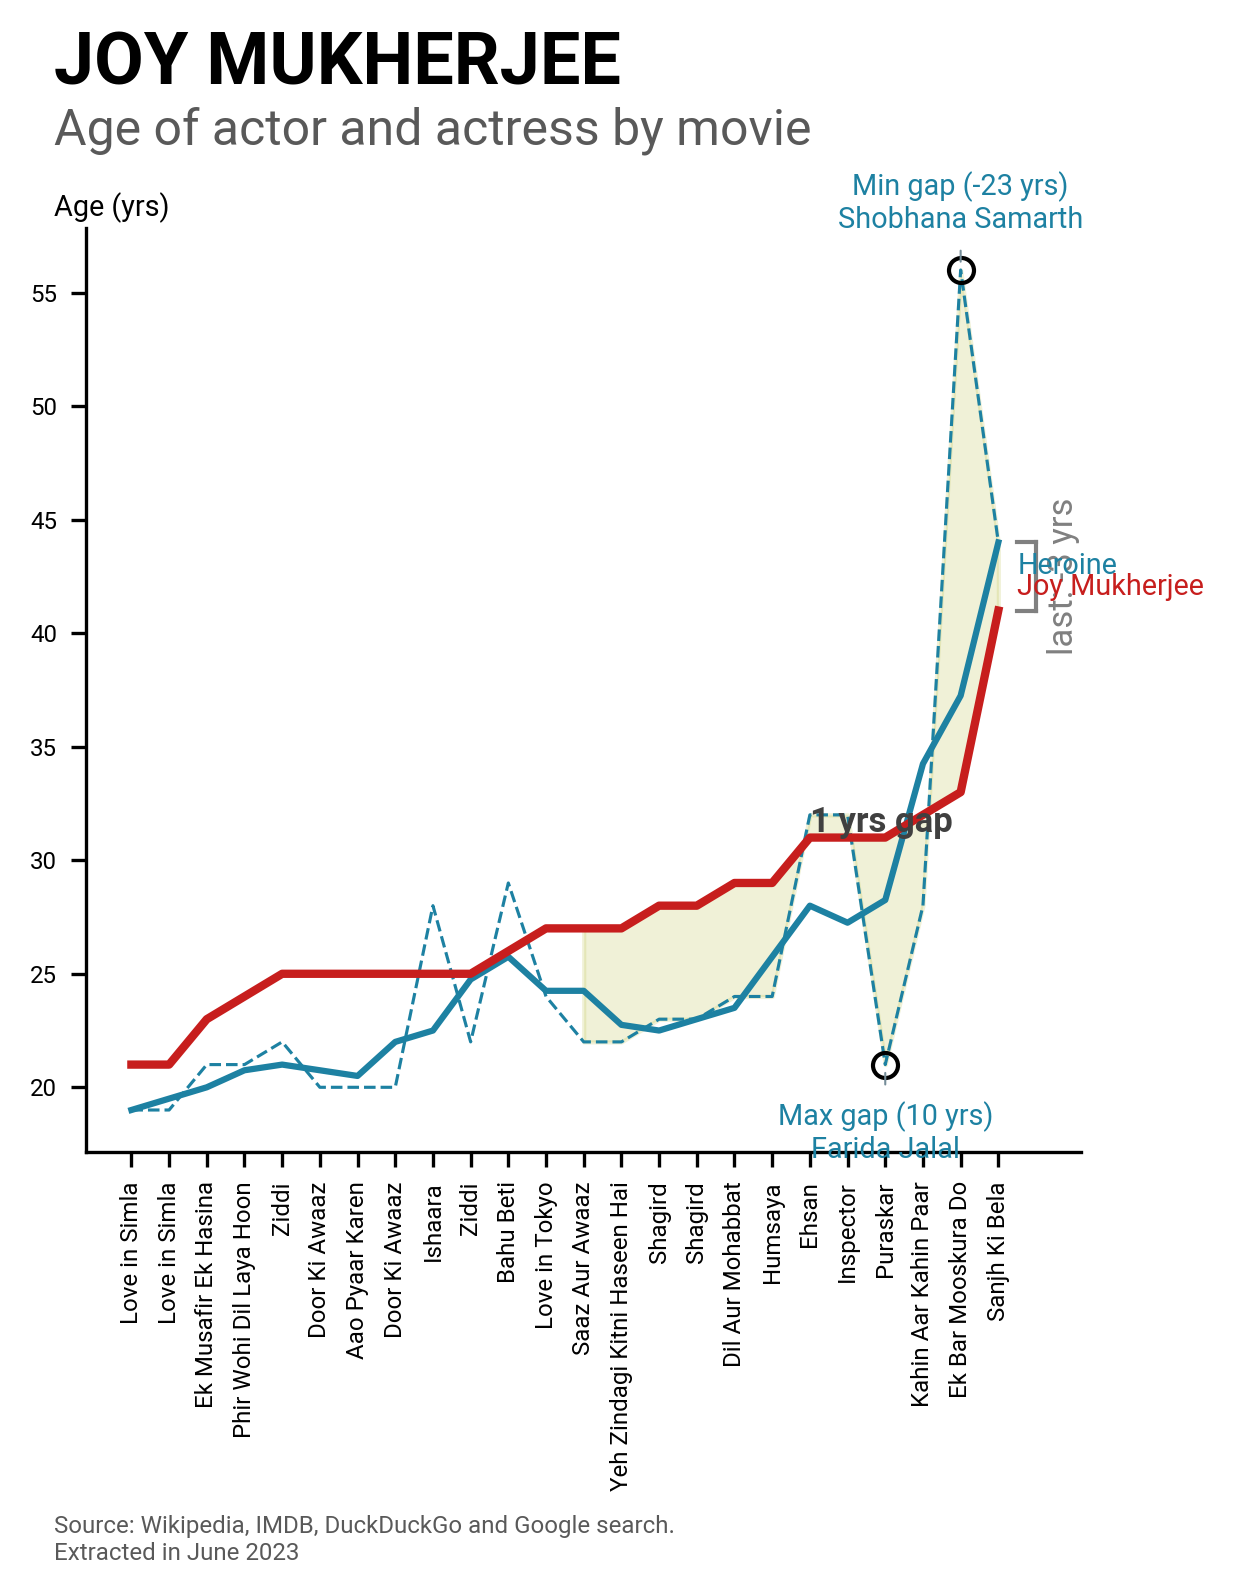 JOY MUKHERJEE
Age of actor and actress by movie
Min gap (-23 yrs)
Shobhana Samarth
Age (yrs)
55
50
45
40
35
30
25
20
last: -3 yrs
Heroine
Joy Mukherjee
1 yrs gap
Max gap (10 yrs)
Farida Jalal
Love in Simla
Love in Simla
Ek Musafir Ek Hasina
Phir Wohi Dil Laya Hoon
Ziddi
Door Ki Awaaz
Aao Pyaar Karen
Door Ki Awaaz
Ishaara
Ziddi
Bahu Beti
Love in Tokyo
Saaz Aur Awaaz
Yeh Zindagi Kitni Haseen Hai
Shagird
Shagird
Dil Aur Mohabbat
Humsaya
Ehsan
Inspector
Puraskar
Kahin Aar Kahin Paar
Ek Bar Mooskura Do
Sanjh Ki Bela
Source: Wikipedia, IMDB, DuckDuckGo and Google search.
Extracted in June 2023